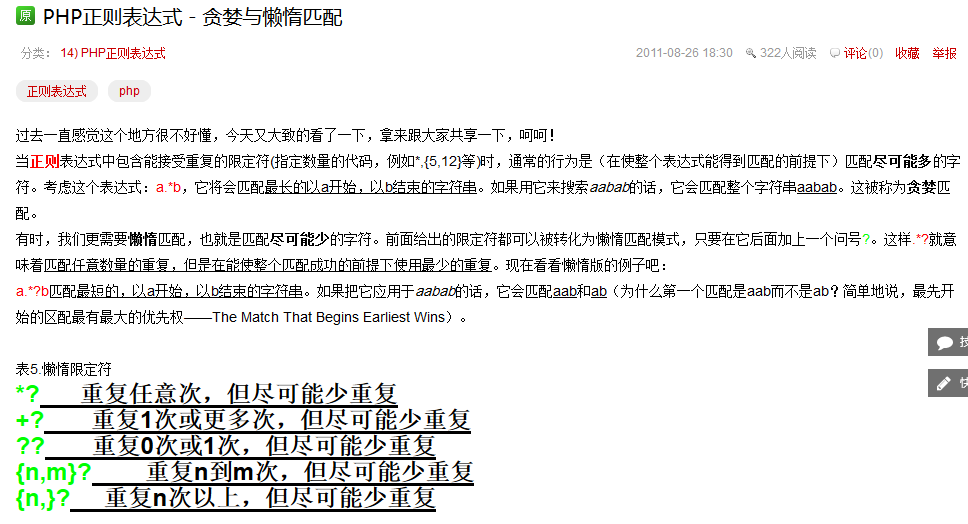 原 PHP正则表达式 - 贪婪与懒惰匹配
分类： 14) PHP正则表达式 2011-08-26 18:30 322人阅读 评论(0) 收藏 举报
正则表达式 php
过去一直感觉这个地方很不好懂，今天又大致的看了一下，拿来跟大家共享一下，呵呵！
当正则表达式中包含能接受重复的限定符(指定数量的代码，例如*,{5,12}等)时，通常的行为是（在使整个表达式能得到匹配的前提下）匹配尽可能多的字
符。考虑这个表达式：a.*b，它将会匹配最长的以a开始，以b结束的字符串。如果用它来搜索aabab的话，它会匹配整个字符串aabab。这被称为贪婪匹
配。
有时，我们更需要懒惰匹配，也就是匹配尽可能少的字符。前面给出的限定符都可以被转化为懒惰匹配模式，只要在它后面加上一个问号?。这样.*?就意
味着匹配任意数量的重复，但是在能使整个匹配成功的前提下使用最少的重复。现在看看懒惰版的例子吧：
a.*?b匹配最短的，以a开始，以b结束的字符串。如果把它应用于aabab的话，它会匹配aab和ab（为什么第一个匹配是aab而不是ab？简单地说，最先开
始的区配最有最大的优先权——The Match That Begins Earliest Wins）。
表5.懒惰限定符
*? 重复任意次，但尽可能少重复
+? 重复1次或更多次，但尽可能少重复
?? 重复0次或1次，但尽可能少重复
{n,m}? 重复n到m次，但尽可能少重复
{n,}? 重复n次以上，但尽可能少重复